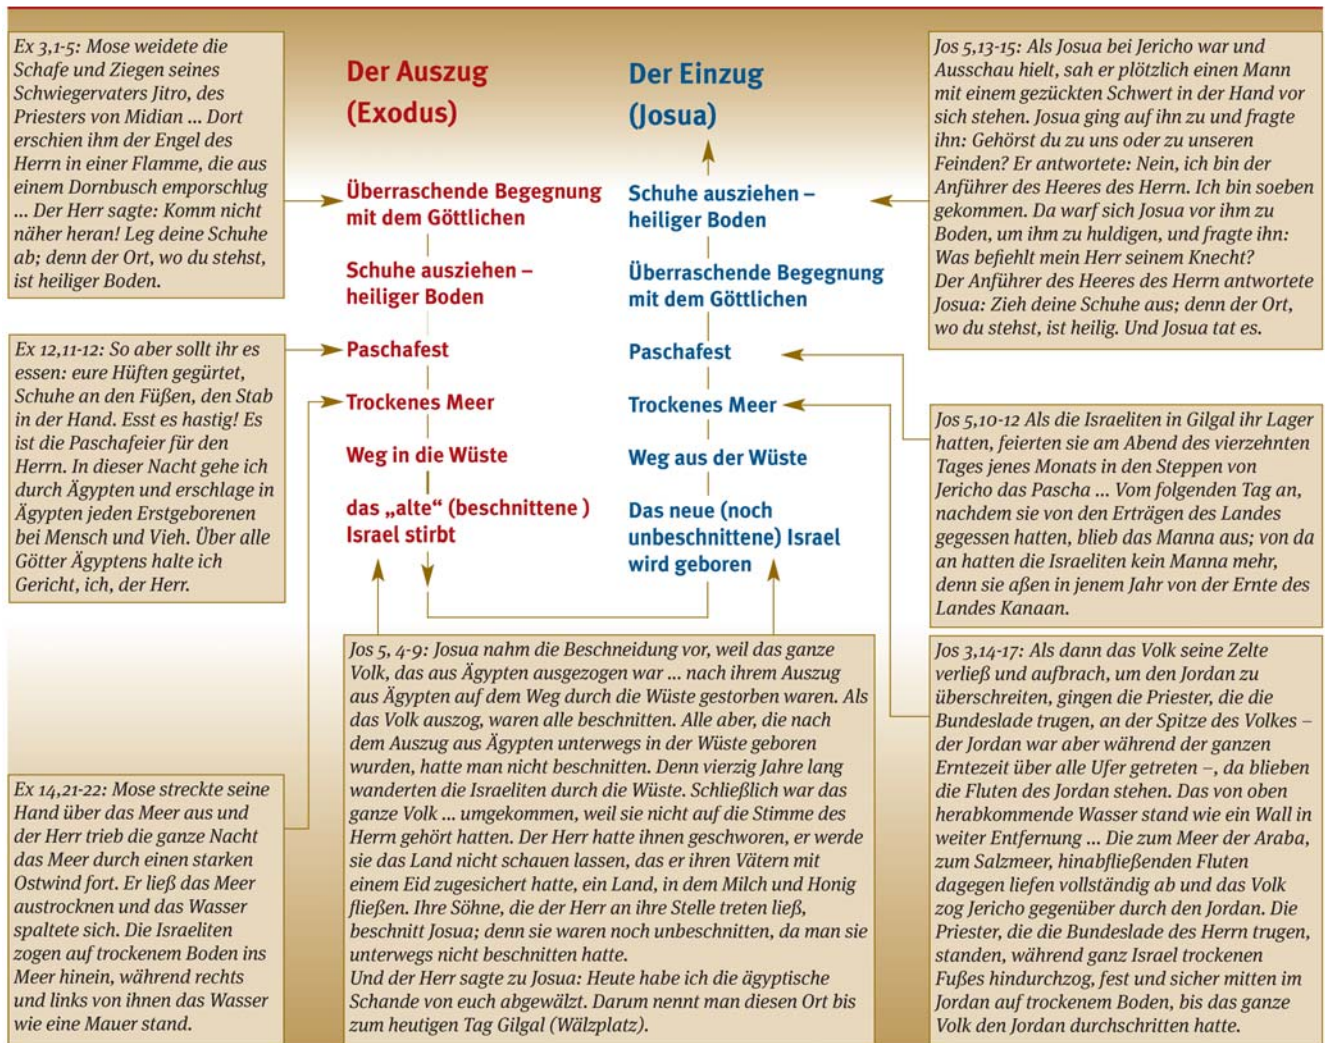 Ex 3,1-5: Mose weidete die
Schafe und Ziegen seines
Schwiegervaters Jitro, des
Priesters von Midian ... Dort
erschien ihm der Engel des
Herrn in einer Flamme, die aus
einem Dornbusch emporschlug
... Der Herr sagte: Komm nicht
näher heran! Leg deine Schuhe
ab; denn der Ort, wo du stehst,
ist heiliger Boden.
Ex 12,11-12: So aber sollt ihr es
essen: eure Hüften gegürtet,
Schuhe an den Füßen, den Stab
in der Hand. Esst es hastig! Es
ist die Paschafeier für den
Herrn. In dieser Nacht gehe ich
durch Ägypten und erschlage in
Ägypten jeden Erstgeborenen
bei Mensch und Vieh. Über alle
Götter Ägyptens halte ich
Gericht, ich, der Herr.
Ex 14,21-22: Mose streckte seine
Hand über das Meer aus und
der Herr trieb die ganze Nacht
das Meer durch einen starken
Ostwind fort. Er ließ das Meer
austrocknen und das Wasser
spaltete sich. Die Israeliten
zogen auf trockenem Boden ins
Meer hinein, während rechts
und links von ihnen das Wasser
wie eine Mauer stand.
Der Auszug
(Exodus)
Überraschende Begegnung
mit dem Göttlichen
Schuhe ausziehen –
heiliger Boden
Paschafest
Trockenes Meer
Weg in die Wüste
das „alte“ (beschnittene )
Israel stirbt
Der Einzug
(Josua)
Schuhe ausziehen –
heiliger Boden
Überraschende Begegnung
mit dem Göttlichen
Paschafest
Trockenes Meer
Weg aus der Wüste
Das neue (noch
unbeschnittene) Israel
wird geboren
Jos 5, 4-9: Josua nahm die Beschneidung vor, weil das ganze
Volk, das aus Ägypten ausgezogen war ... nach ihrem Auszug
aus Ägypten auf dem Weg durch die Wüste gestorben waren. Als
das Volk auszog, waren alle beschnitten. Alle aber, die nach
dem Auszug aus Ägypten unterwegs in der Wüste geboren
wurden, hatte man nicht beschnitten. Denn vierzig Jahre lang
wanderten die Israeliten durch die Wüste. Schließlich war das
ganze Volk ... umgekommen, weil sie nicht auf die Stimme des
Herrn gehört hatten. Der Herr hatte ihnen geschworen, er werde
sie das Land nicht schauen lassen, das er ihren Vätern mit
einem Eid zugesichert hatte, ein Land, in dem Milch und Honig
fließen. Ihre Söhne, die der Herr an ihre Stelle treten ließ,
beschnitt Josua; denn sie waren noch unbeschnitten, da man sie
unterwegs nicht beschnitten hatte.
Und der Herr sagte zu Josua: Heute habe ich die ägyptische
Schande von euch abgewälzt. Darum nennt man diesen Ort bis
zum heutigen Tag Gilgal (Wälzplatz).
Jos 5,13-15: Als Josua bei Jericho war und
Ausschau hielt, sah er plötzlich einen Mann
mit einem gezückten Schwert in der Hand vor
sich stehen. Josua ging auf ihn zu und fragte
ihn: Gehörst du zu uns oder zu unseren
Feinden? Er antwortete: Nein, ich bin der
Anführer des Heeres des Herrn. Ich bin soeben
gekommen. Da warf sich Josua vor ihm zu
Boden, um ihm zu huldigen, und fragte ihn:
Was befiehlt mein Herr seinem Knecht?
Der Anführer des Heeres des Herrn antwortete
Josua: Zieh deine Schuhe aus; denn der Ort,
wo du stehst, ist heilig. Und Josua tat es.
Jos 5,10-12 Als die Israeliten in Gilgal ihr Lager
hatten, feierten sie am Abend des vierzehnten
Tages jenes Monats in den Steppen von
Jericho das Pascha ... Vom folgenden Tag an,
nachdem sie von den Erträgen des Landes
gegessen hatten, blieb das Manna aus; von da
an hatten die Israeliten kein Manna mehr,
denn sie aßen in jenem Jahr von der Ernte des
Landes Kanaan.
Jos 3,14-17: Als dann das Volk seine Zelte
verließ und aufbrach, um den Jordan zu
überschreiten, gingen die Priester, die die
Bundeslade trugen, an der Spitze des Volkes –
der Jordan war aber während der ganzen
Erntezeit über alle Ufer getreten –, da blieben
die Fluten des Jordan stehen. Das von oben
herabkommende Wasser stand wie ein Wall in
weiter Entfernung ... Die zum Meer der Araba,
zum Salzmeer, hinabfließenden Fluten
dagegen liefen vollständig ab und das Volk
zog Jericho gegenüber durch den Jordan. Die
Priester, die die Bundeslade des Herrn trugen,
standen, während ganz Israel trockenen
Fußes hindurchzog, fest und sicher mitten im
Jordan auf trockenem Boden, bis das ganze
Volk den Jordan durchschritten hatte.